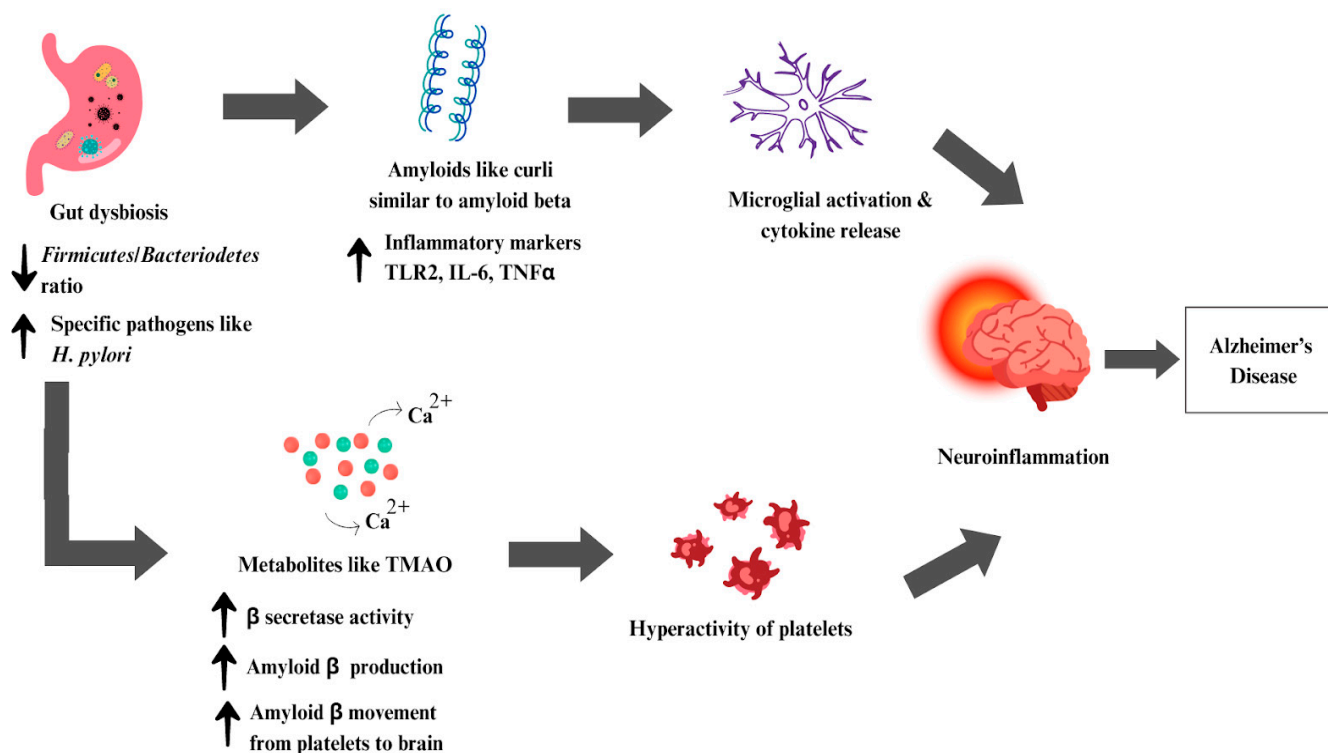 Gut dysbiosis
Firmicutes/Bacteriodetes
ratio
Specific pathogens like
H. pylori
Amyloids like curli
similar to amyloid beta
Inflammatory markers
TLR2, IL-6, TNFα
Microglial activation &
cytokine release
Ca2+
Ca2+
Metabolites like TMAO
β secretase activity
Amyloid β production
Amyloid β movement
from platelets to brain
Hyperactivity of platelets
Neuroinflammation
Alzheimer's
Disease